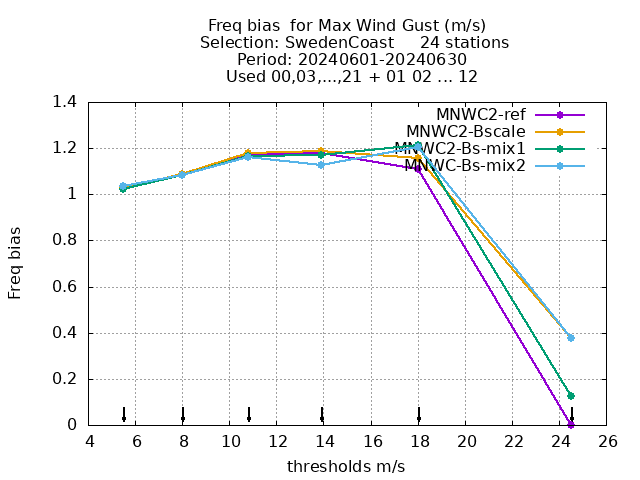 Freq bias  for Max Wind Gust (m/s)
Selection: SwedenCoast     24 stations
Period: 20240601-20240630
Used 00,03,...,21 + 01 02 ... 12
MNWC2-ref
MNWC2-Bscale
MNWC2-Bs-mix1
MNWC-Bs-mix2
1.4
1.2
1
0.8
0.6
0.4
0.2
0
Freq bias
4 6 8 10 12 14 16 18 20 22 24 26
thresholds m/s